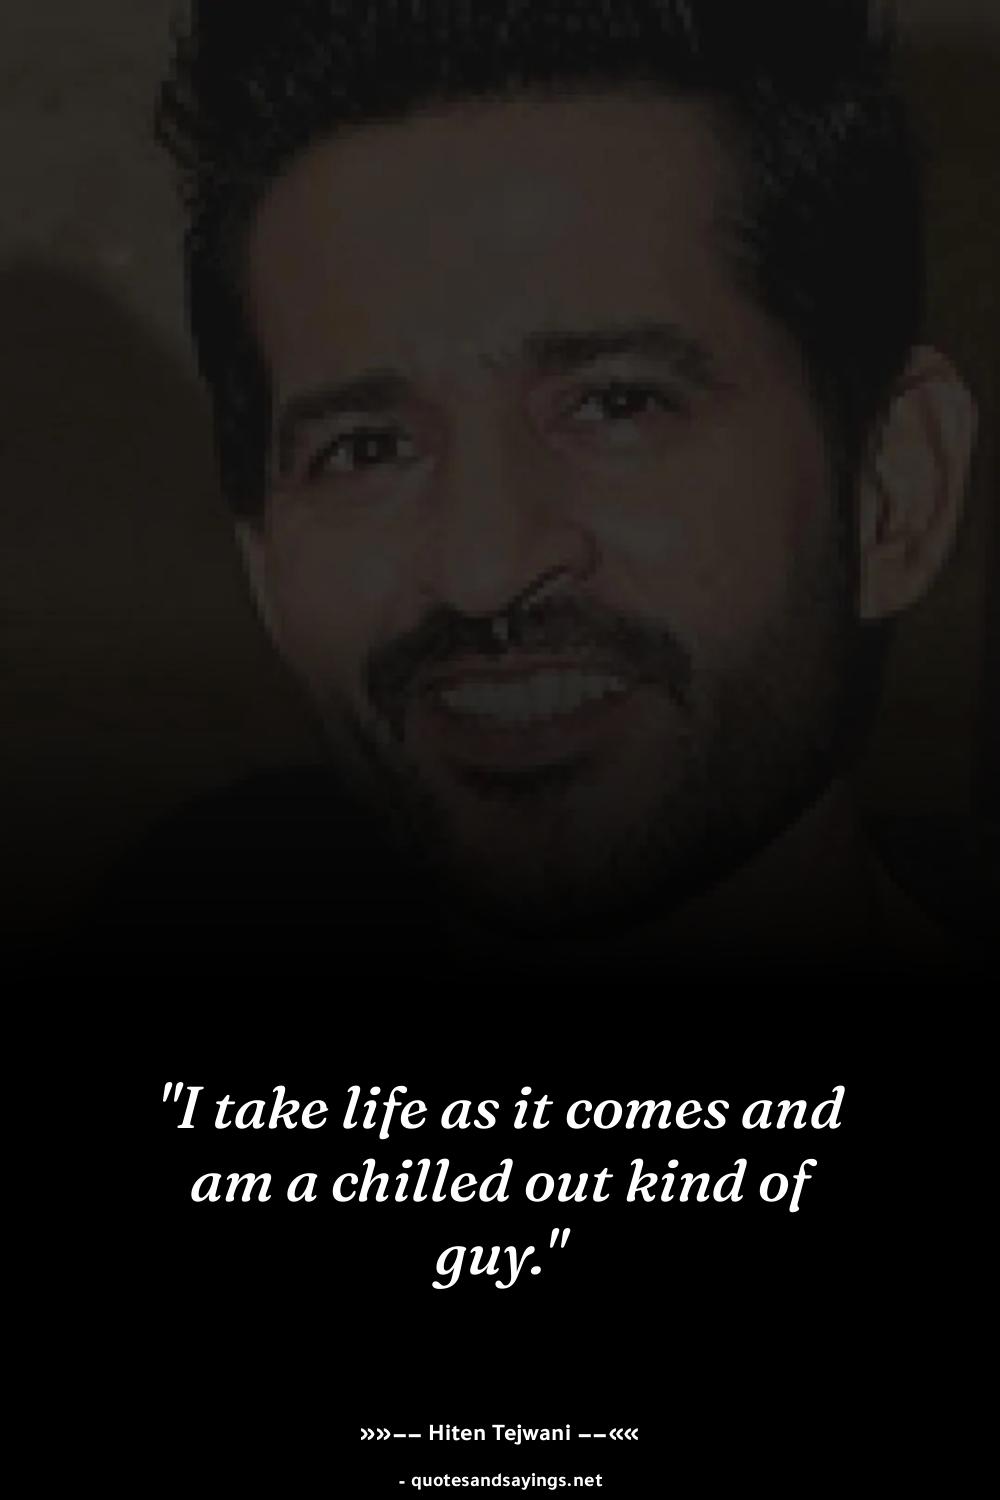 "I take life as it comes and
am a chilled out kind of
guy."
»»−− Hiten Tejwani −−««
- quotesandsayings.net